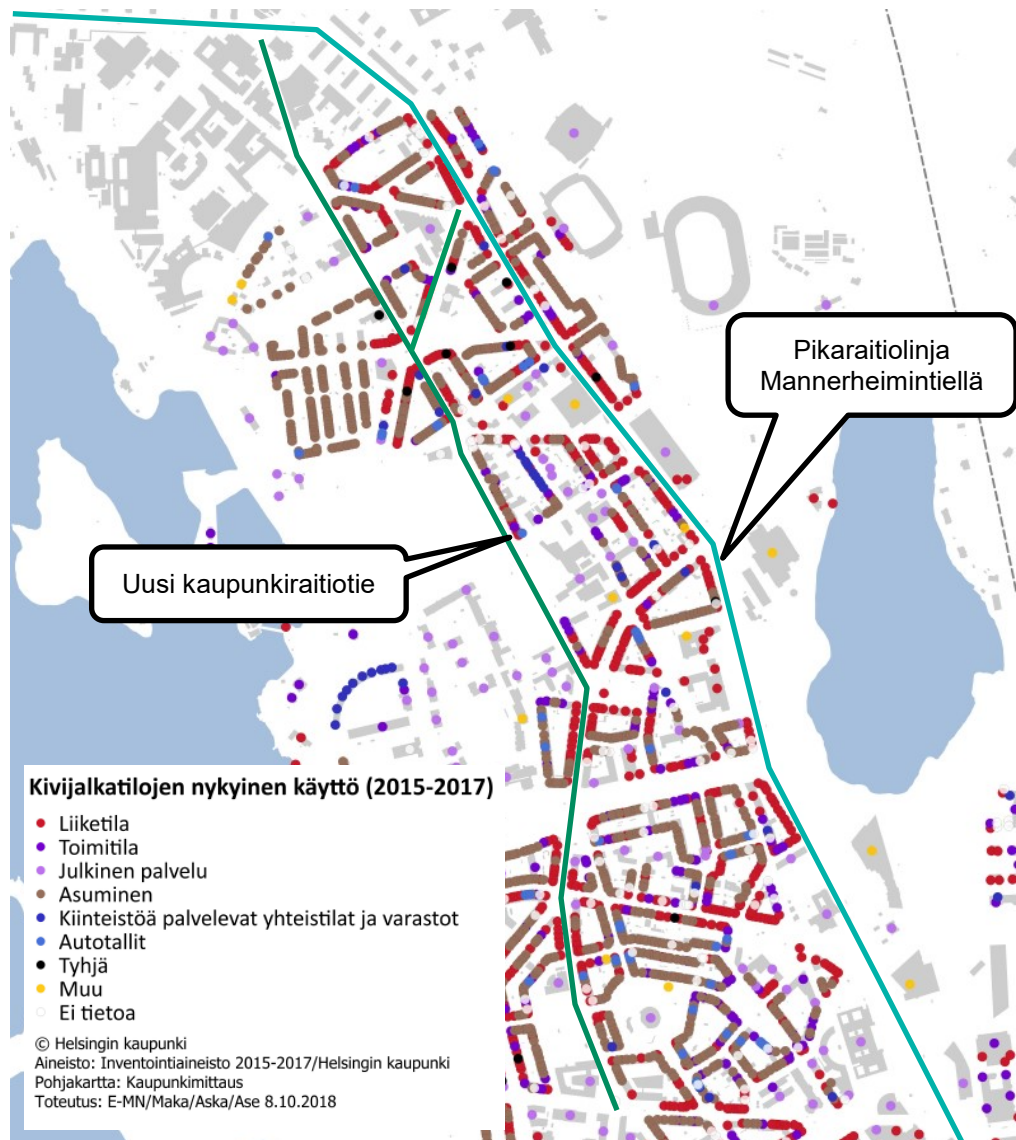 Pikaraitiolinja
Mannerheimintiellä
Uusi kaupunkiraitiotie
Kivijalkatilojen nykyinen käyttö (2015-2017)
Liiketila
Toimitila
Julkinen palvelu
Asuminen
Kiinteistöä palvelevat yhteistilat ja varastot
Autotallit
Tyhjä
Muu
Ei tietoa
© Helsingin kaupunki
Aineisto: Inventointiaineisto 2015-2017/Helsingin kaupunki
Pohjakartta: Kaupunkimittaus
Toteutus: E-MN/Maka/Aska/Ase 8.10.2018